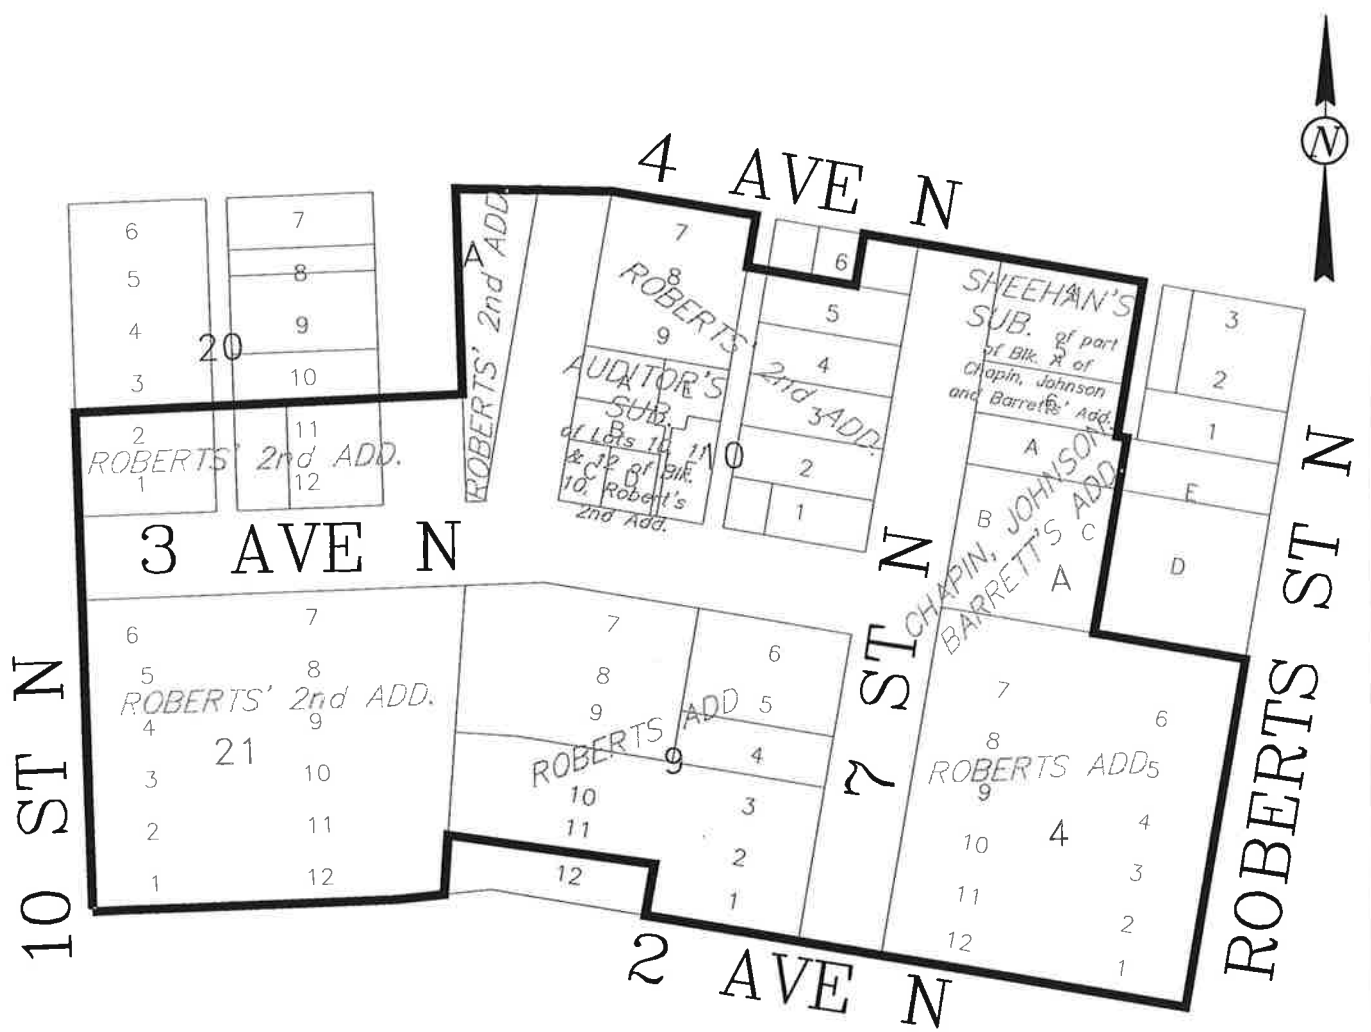 N
4 AVE N
6
5
4
3
20
7
8
9
10
A
ROBERTS' 2nd ADD.
7
8
9
ROBERTS' 2nd ADD.
6
5
4
3
2
1
10
AUDITOR'S
SUB.
of Lots 10, 11
& 12 of Blk.
10, Robert's
2nd Add.
A
B
C
D
E
SHEEHAN'S
SUB. of part
of Blk. A of
Chapin, Johnson
and Barretts' Add.
4
5
6
3
2
1
E
D
A
B
C
A
CHAPIN, JOHNSON
BARRETT'S ADD.
2
1
ROBERTS' 2nd ADD.
11
12
3 AVE N
6
5
4
3
2
1
7
8
9
10
11
12
ROBERTS' 2nd ADD.
21
7
8
9
10
11
12
ROBERTS ADD
9
6
5
4
3
2
1
7
8
9
10
11
12
ROBERTS ADD
4
6
5
4
3
2
1
10 ST N
7 ST N
ROBERTS ST N
2 AVE N